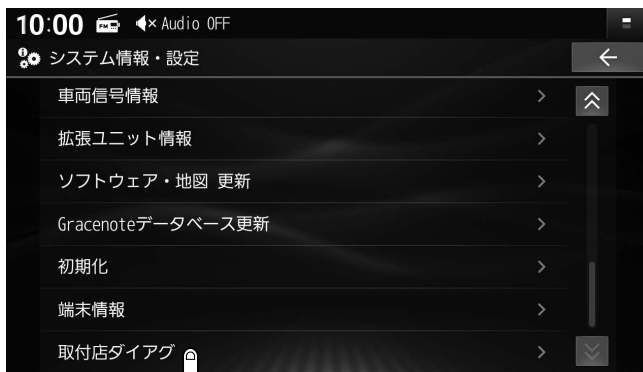 10:00 FM Audio OFF
システム情報・設定
車両信号情報
拡張ユニット情報
ソフトウェア・地図 更新
Gracenoteデータベース更新
初期化
端末情報
取付店ダイアグ